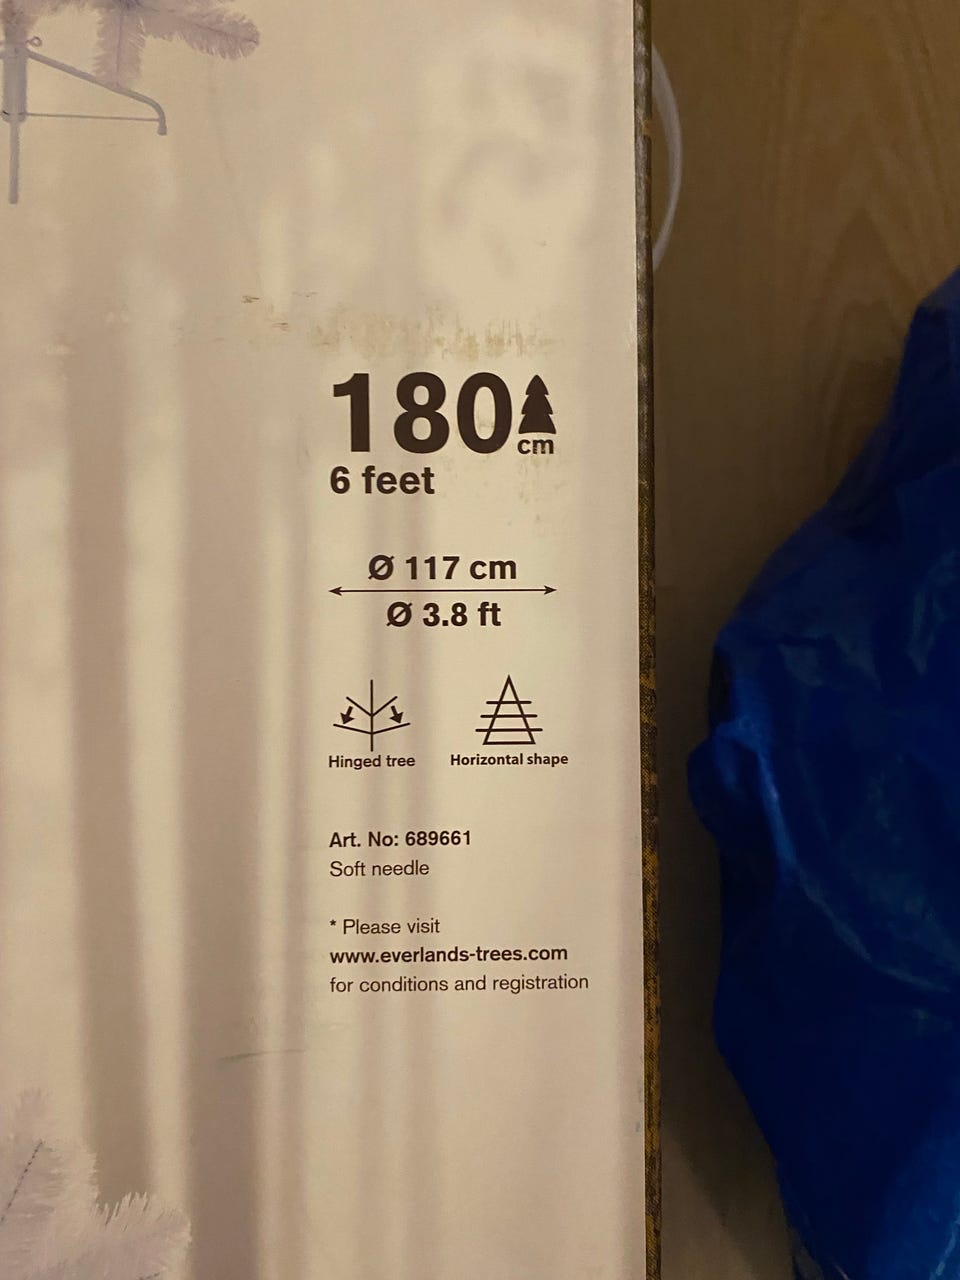 180
cm
6 feet
Ø 117 cm
Ø 3.8 ft
Hinged tree
Horizontal shape
Art. No: 689661
Soft needle
* Please visit
www.everlands-trees.com
for conditions and registration